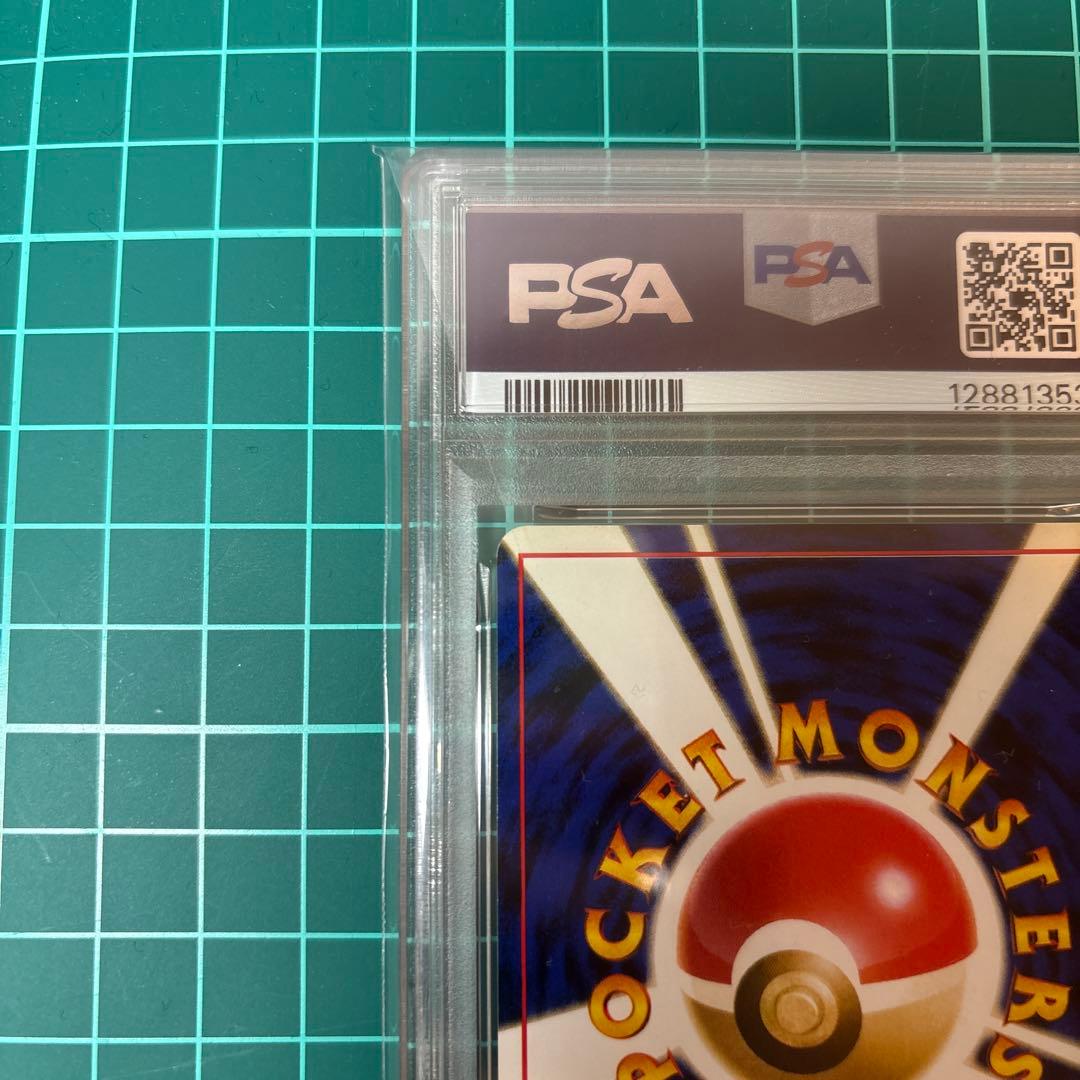 PSA
PSA
12881353
POCKET MONSTERS